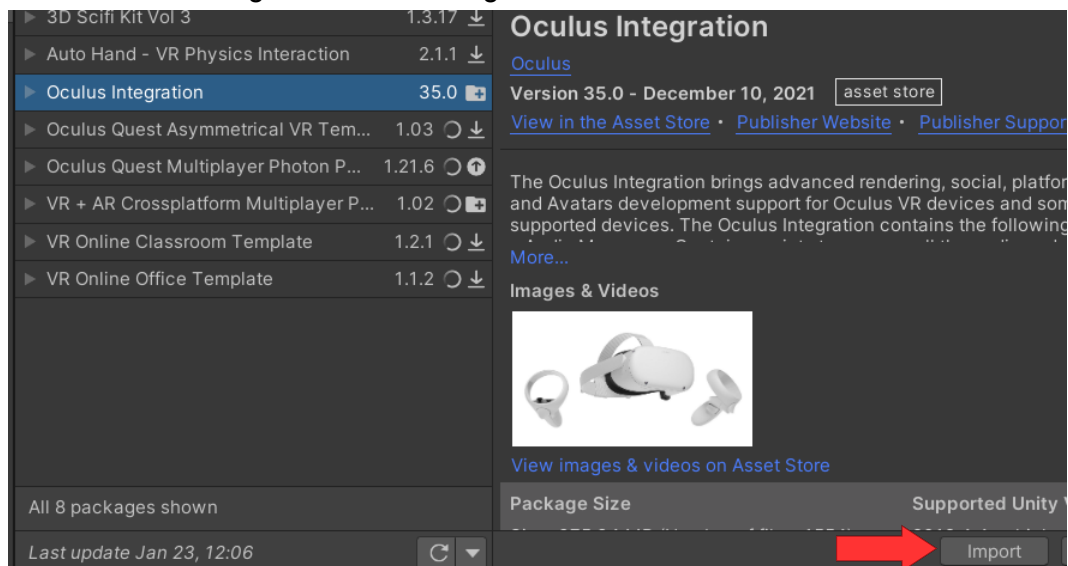 3D Scifi Kit Vol 3 1.3.17
Auto Hand - VR Physics Interaction 2.1.1
Oculus Integration 35.0
Oculus Quest Asymmetrical VR Tem... 1.03
Oculus Quest Multiplayer Photon P... 1.21.6
VR + AR Crossplatform Multiplayer P... 1.02
VR Online Classroom Template 1.2.1
VR Online Office Template 1.1.2
All 8 packages shown
Last update Jan 23, 12:06
Oculus Integration
Oculus
Version 35.0 - December 10, 2021 asset store
View in the Asset Store • Publisher Website • Publisher Suppor
The Oculus Integration brings advanced rendering, social, platfor
and Avatars development support for Oculus VR devices and som
supported devices. The Oculus Integration contains the following
More...
Images & Videos
View images & videos on Asset Store
Package Size Supported Unity
Import